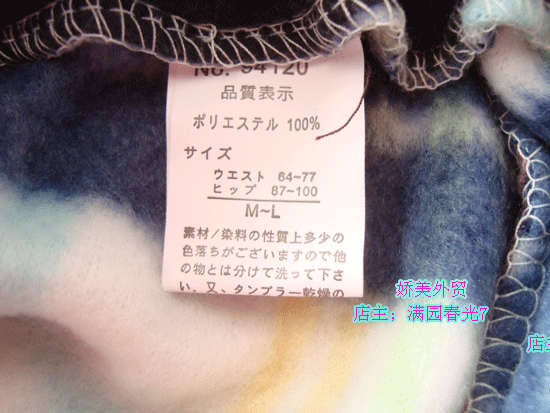 No. 94120
品質表示
ポリエステル 100%
サイズ
ウエスト 64~77
ヒップ 87~100
M~L
素材/染料の性質上多少の
色落ちがございますので他
の物とは分けて洗って下さ
い。又、タンブラー乾燥の
娇美外贸
店主；满园春光7
店主